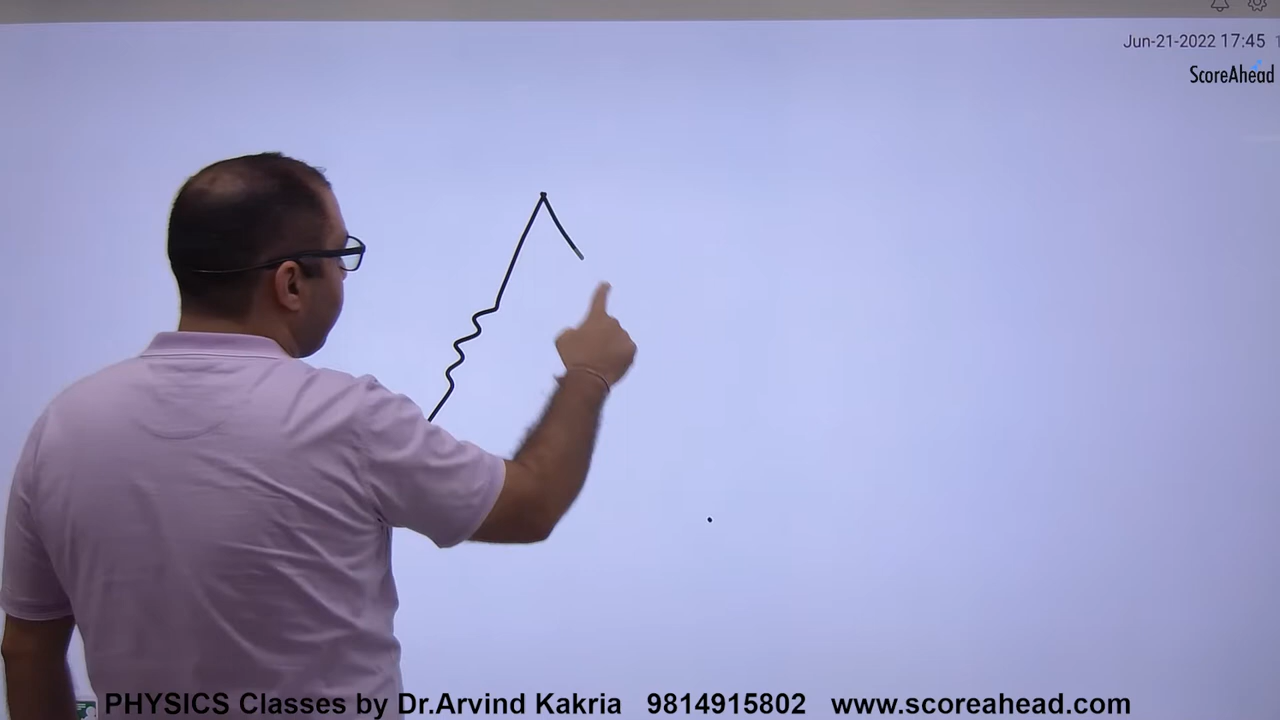 Jun-21-2022 17:45
ScoreAhead
PHYSICS Classes by Dr.Arvind Kakria 9814915802 www.scoreahead.com